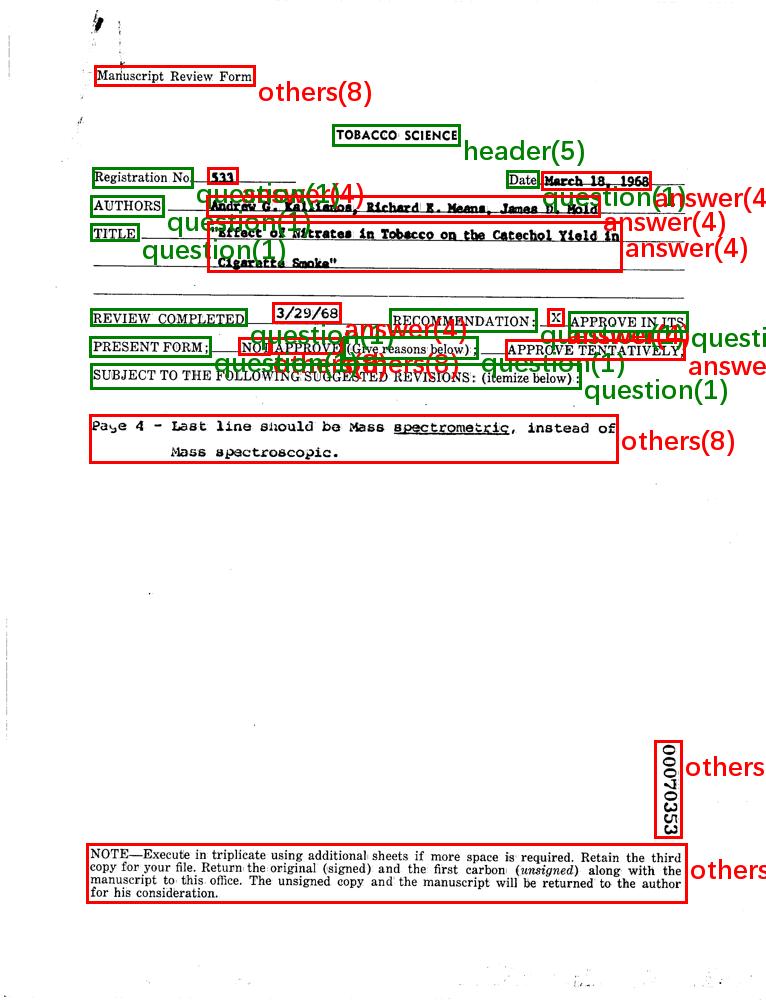 Manuscript Review Form
others(8)
TOBACCO SCIENCE
header(5)
Registration No. 533 Date March 18, 1968
question(1) answer(4) question(1) answer(4
AUTHORS Andrew G. Kallianos, Richard E. Means, James D. Mold
question(1) answer(4)
TITLE "Effect of Nitrates in Tobacco on the Catechol Yield in
question(1) answer(4)
Cigarette Smoke"
REVIEW COMPLETED 3/29/68 RECOMMENDATION: X APPROVE IN ITS
question(1) answer(4) questi
PRESENT FORM; NOT APPROVE (Give reasons below); APPROVE TENTATIVELY,
question(1) others(8) question(1) answe
SUBJECT TO THE FOLLOWING SUGGESTED REVISIONS: (itemize below):
question(1)
Page 4 - Last line should be Mass spectrometric, instead of
others(8)
Mass spectroscopic.
00070353
others
NOTE—Execute in triplicate using additional sheets if more space is required. Retain the third
copy for your file. Return the original (signed) and the first carbon (unsigned) along with the
others
manuscript to this office. The unsigned copy and the manuscript will be returned to the author
for his consideration.